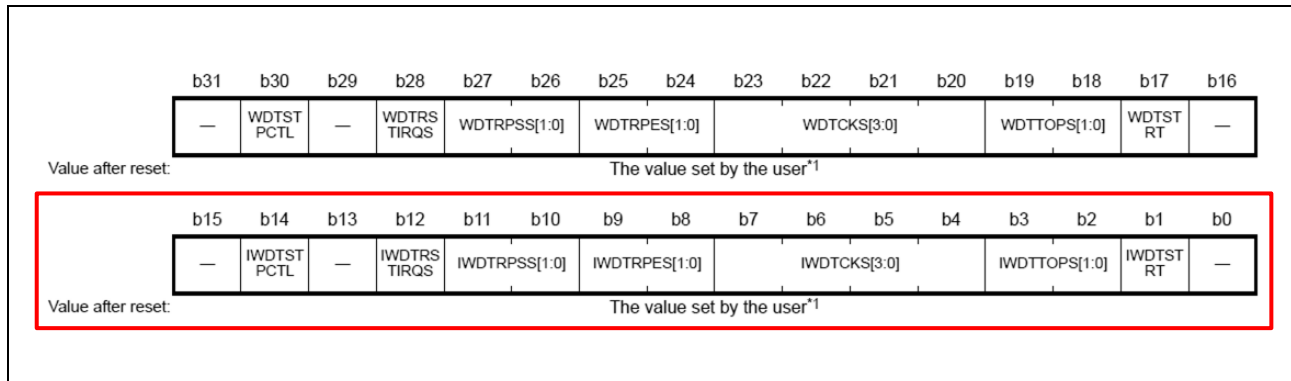 b31 b30 b29 b28 b27 b26 b25 b24 b23 b22 b21 b20 b19 b18 b17 b16
— WDTST PCTL — WDTRS TIRQS WDTRPSS[1:0] WDTRPES[1:0] WDTCKS[3:0] WDTTOPS[1:0] WDTST RT —
Value after reset: The value set by the user*1
b15 b14 b13 b12 b11 b10 b9 b8 b7 b6 b5 b4 b3 b2 b1 b0
— IWDTST PCTL — IWDTRS TIRQS IWDTRPSS[1:0] IWDTRPES[1:0] IWDTCKS[3:0] IWDTTOPS[1:0] IWDTST RT —
Value after reset: The value set by the user*1